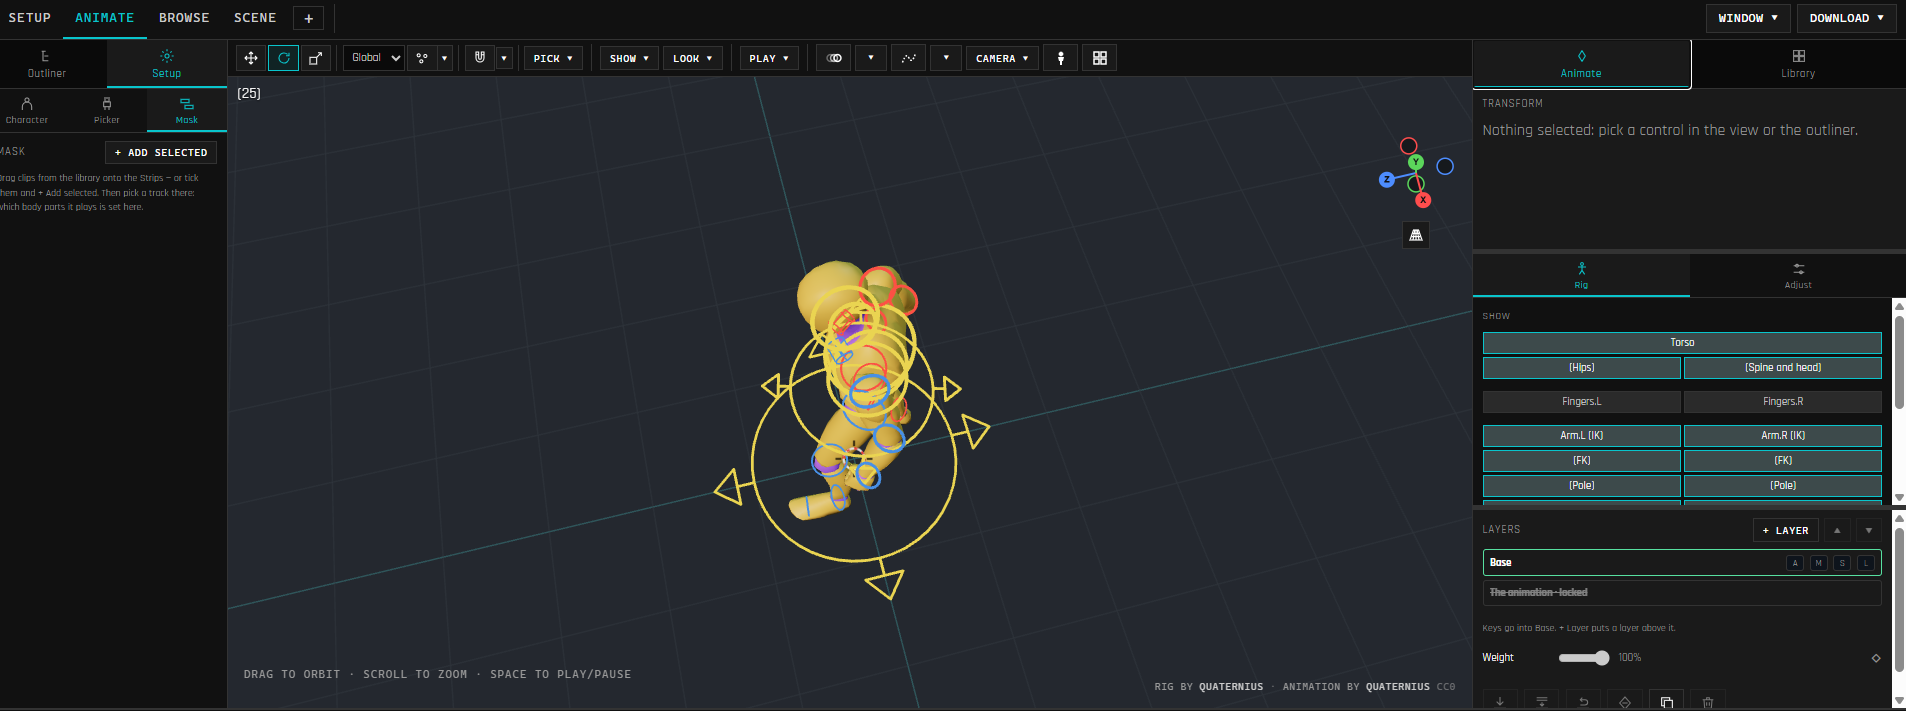 SETUP ANIMATE BROWSE SCENE + WINDOW ▼ DOWNLOAD ▼
Outliner Setup
Global PICK ▼ SHOW ▼ LOOK ▼ PLAY ▼ CAMERA ▼
Animate Library
Character Picker Mask
MASK + ADD SELECTED
Drag clips from the library onto the Strips — or tick
them and + Add selected. Then pick a track there:
which body parts it plays is set here.
(25)
Y
Z
X
DRAG TO ORBIT · SCROLL TO ZOOM · SPACE TO PLAY/PAUSE
RIG BY QUATERNIUS · ANIMATION BY QUATERNIUS CC0
TRANSFORM
Nothing selected: pick a control in the view or the outliner.
Rig Adjust
SHOW
Torso
(Hips) (Spine and head)
Fingers.L Fingers.R
Arm.L (IK) Arm.R (IK)
(FK) (FK)
(Pole) (Pole)
LAYERS + LAYER ▲ ▼
Base A M S L
The animation · locked
Keys go into Base. + Layer puts a layer above it.
Weight 100%